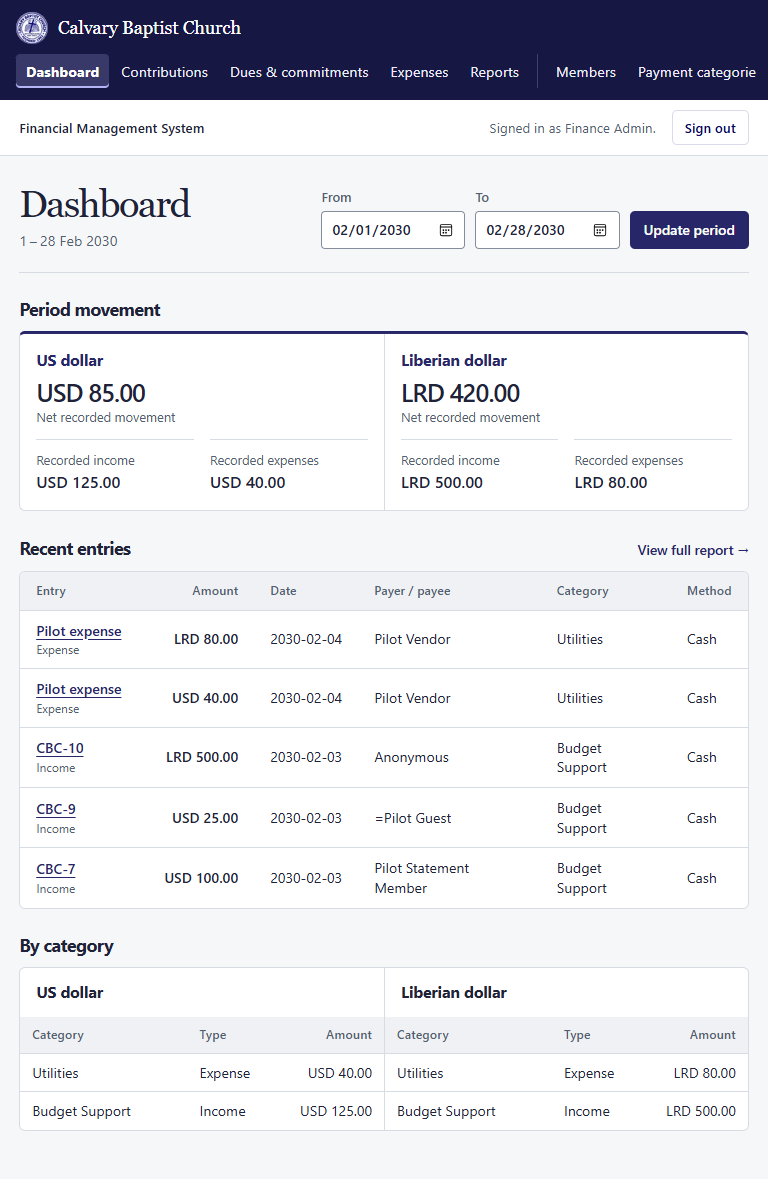 Calvary Baptist Church
Dashboard Contributions Dues & commitments Expenses Reports Members Payment categorie
Financial Management System Signed in as Finance Admin. Sign out
Dashboard
1 – 28 Feb 2030
From To
02/01/2030 02/28/2030 Update period
Period movement
US dollar Liberian dollar
USD 85.00 LRD 420.00
Net recorded movement Net recorded movement
Recorded income Recorded expenses Recorded income Recorded expenses
USD 125.00 USD 40.00 LRD 500.00 LRD 80.00
Recent entries View full report →
Entry Amount Date Payer / payee Category Method
Pilot expense LRD 80.00 2030-02-04 Pilot Vendor Utilities Cash
Expense
Pilot expense USD 40.00 2030-02-04 Pilot Vendor Utilities Cash
Expense
CBC-10 LRD 500.00 2030-02-03 Anonymous Budget Support Cash
Income
CBC-9 USD 25.00 2030-02-03 =Pilot Guest Budget Support Cash
Income
CBC-7 USD 100.00 2030-02-03 Pilot Statement Member Budget Support Cash
Income
By category
US dollar Liberian dollar
Category Type Amount Category Type Amount
Utilities Expense USD 40.00 Utilities Expense LRD 80.00
Budget Support Income USD 125.00 Budget Support Income LRD 500.00